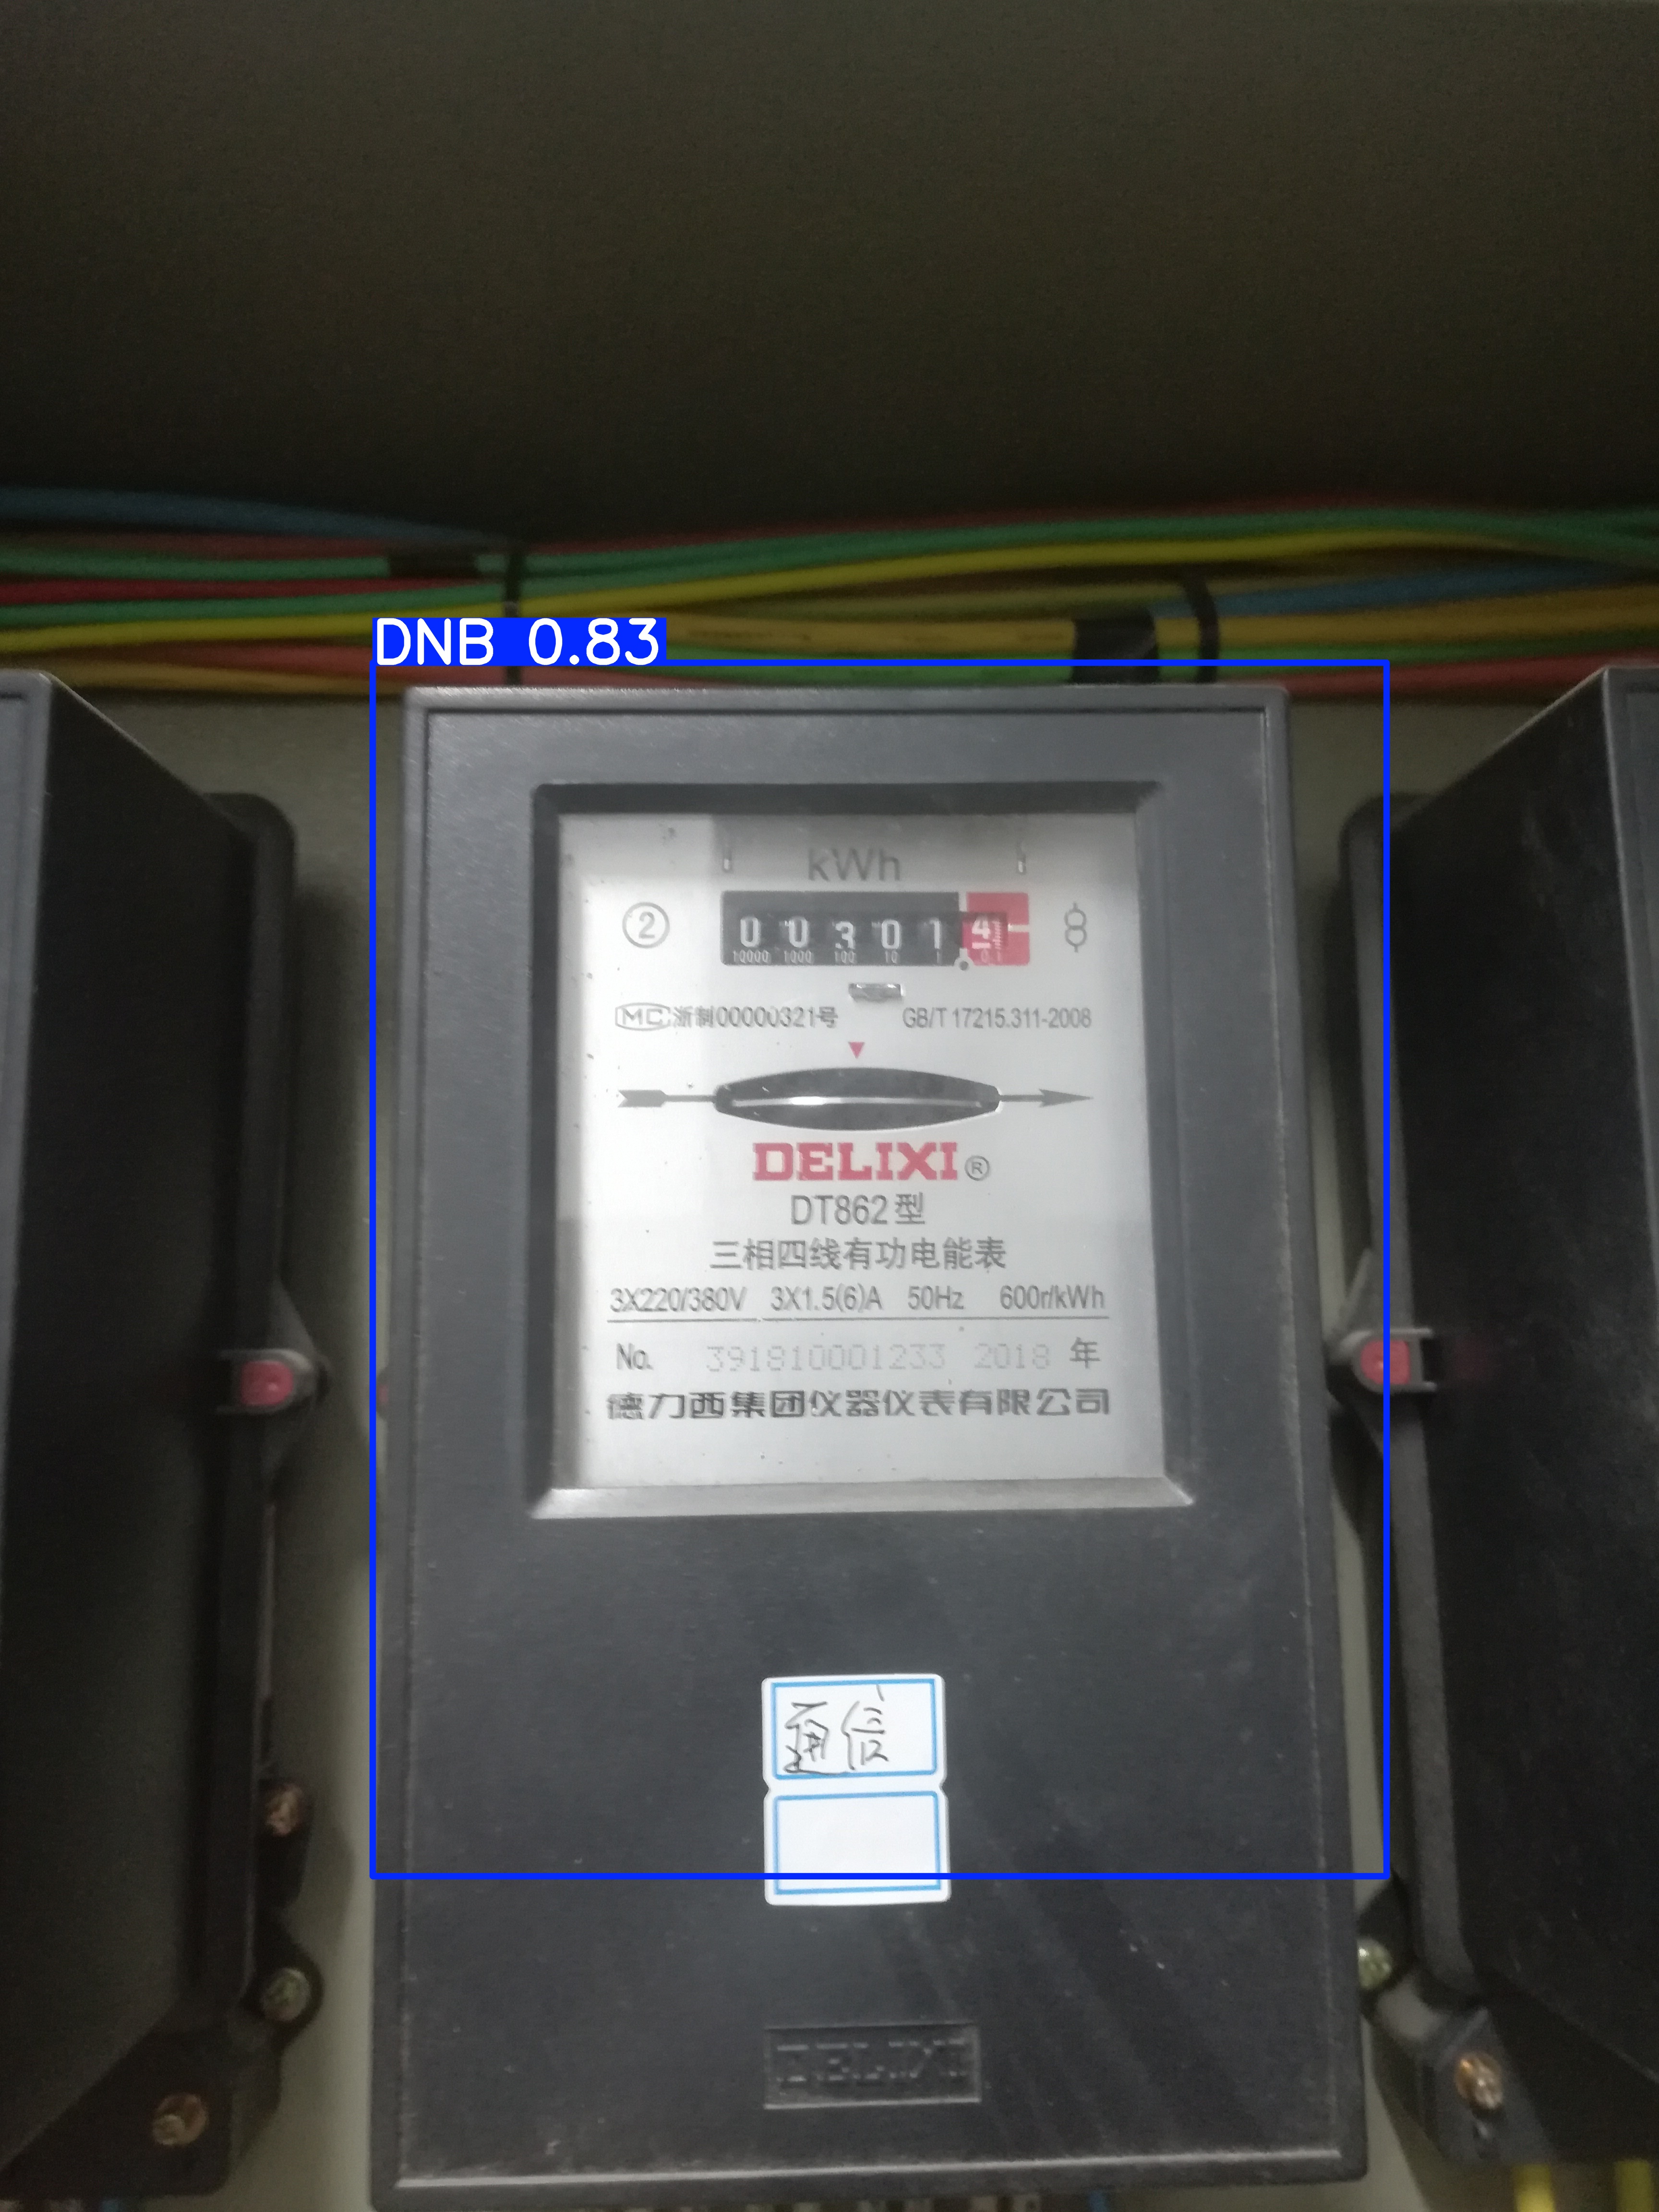 DNB 0.83
kWh
2
0 0 3 0 1 4
10000 1000 100 10 1 0.1
MC 浙制00000321号 GB/T 17215.311-2008
DELIXI ®
DT862型
三相四线有功电能表
3X220/380V 3X1.5(6)A 50Hz 600r/kWh
No. 391810001233 2018 年
德力西集团仪器仪表有限公司
通信
DELIXI